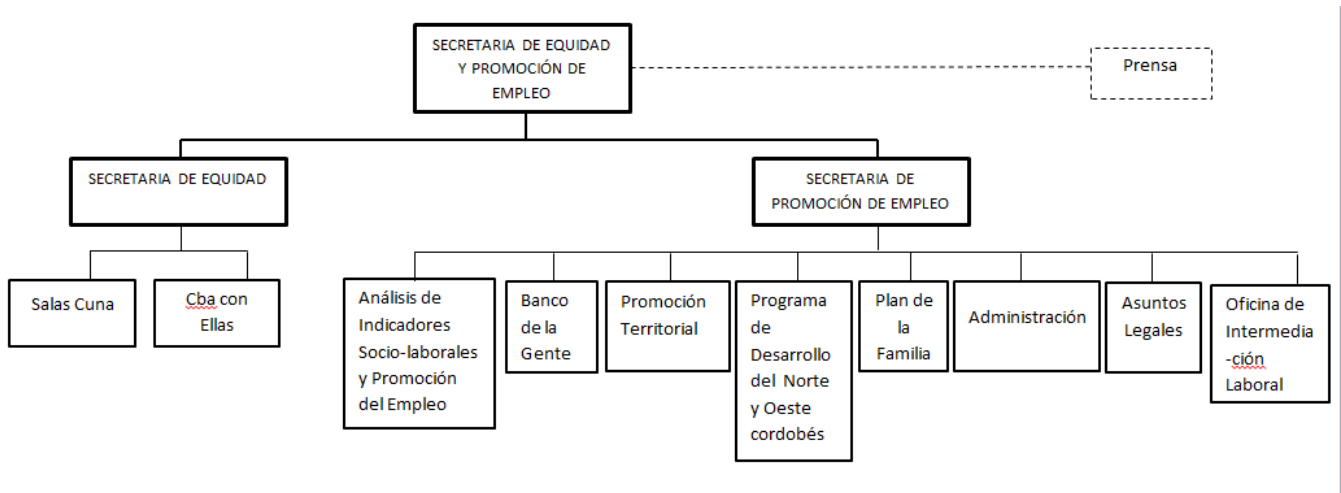 SECRETARIA DE EQUIDAD
Y PROMOCIÓN DE
EMPLEO
Prensa
SECRETARIA DE EQUIDAD
SECRETARIA DE
PROMOCIÓN DE EMPLEO
Salas Cuna
Cba con
Ellas
Análisis de
Indicadores
Socio-laborales
y Promoción
del Empleo
Banco
de la
Gente
Promoción
Territorial
Programa
de
Desarrollo
del Norte
y Oeste
cordobés
Plan de
la
Familia
Administración
Asuntos
Legales
Oficina de
Intermedia
-ción
Laboral